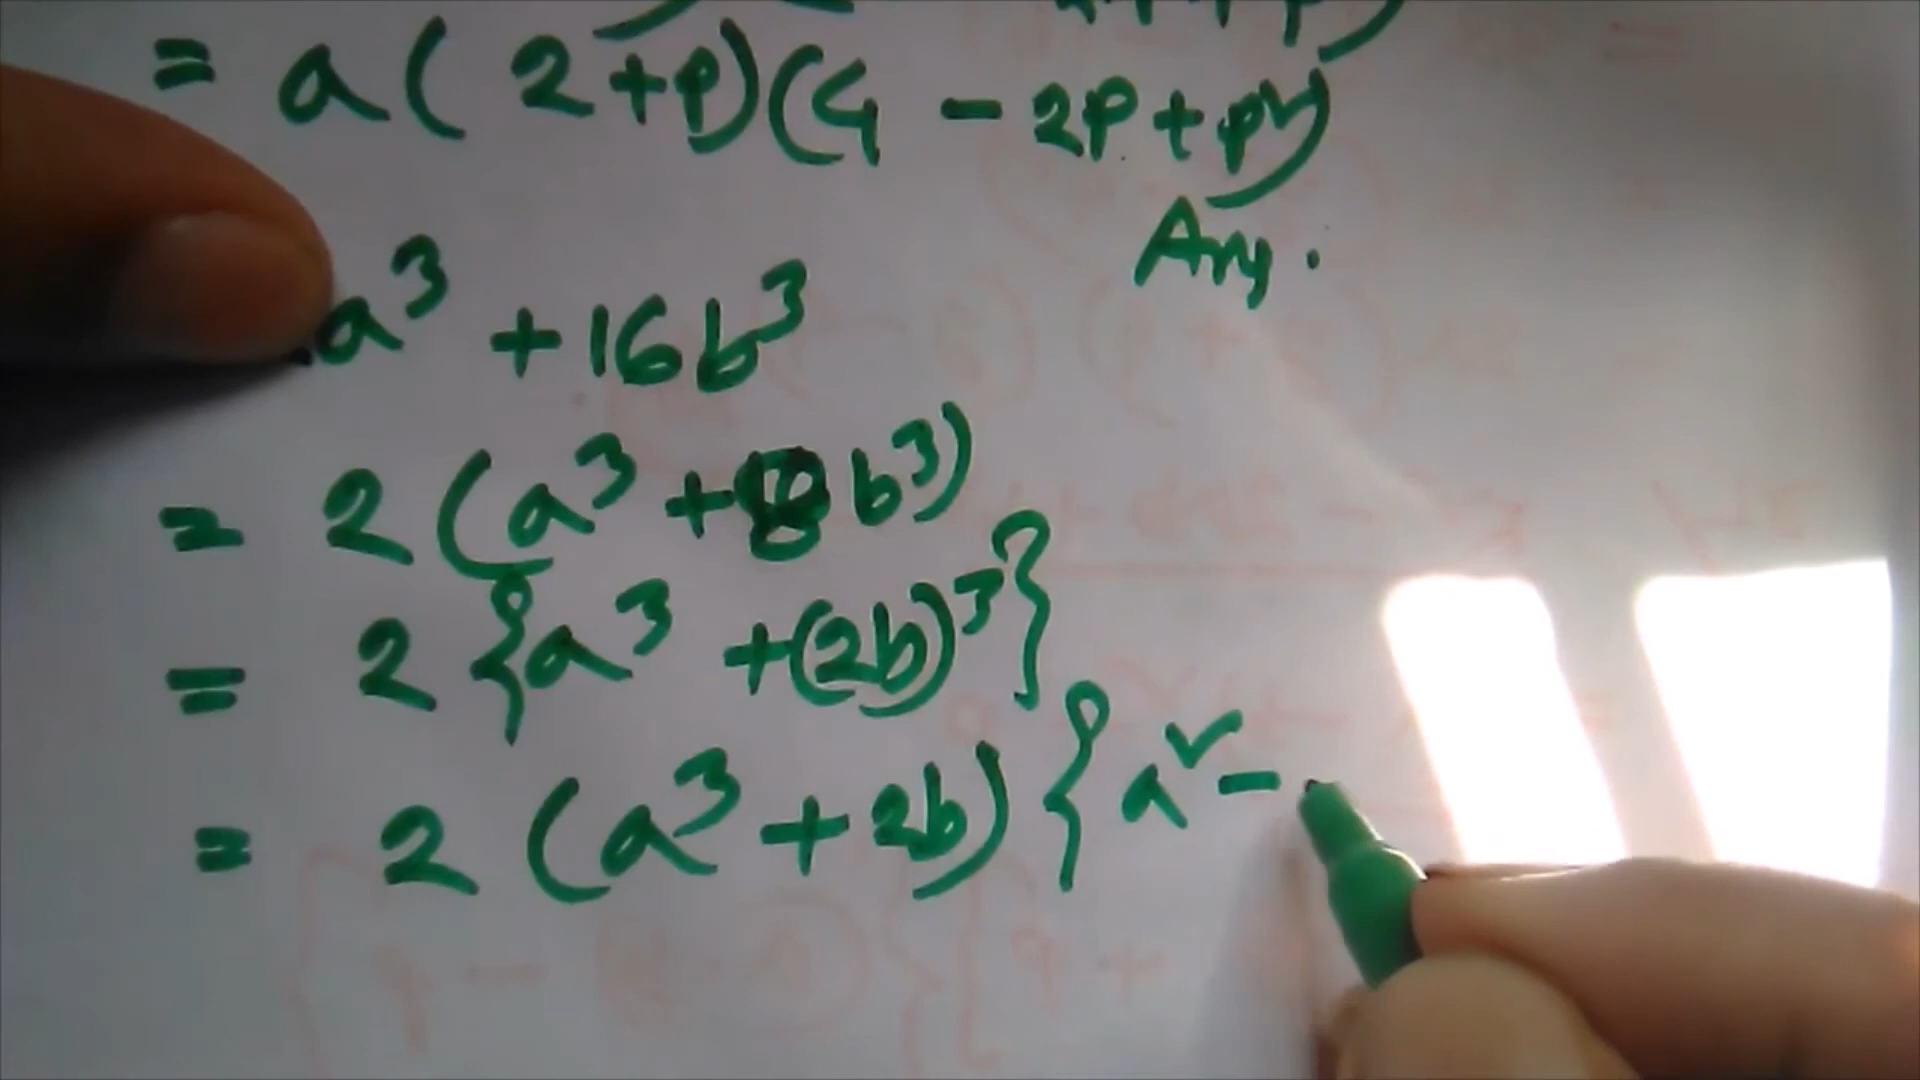 = a(2+p)(4 - 2p + p²)
Ans.
a³ + 16b³
= 2(a³ + 8b³)
= 2{a³ + (2b)³}
= 2(a³ + 2b){a² -